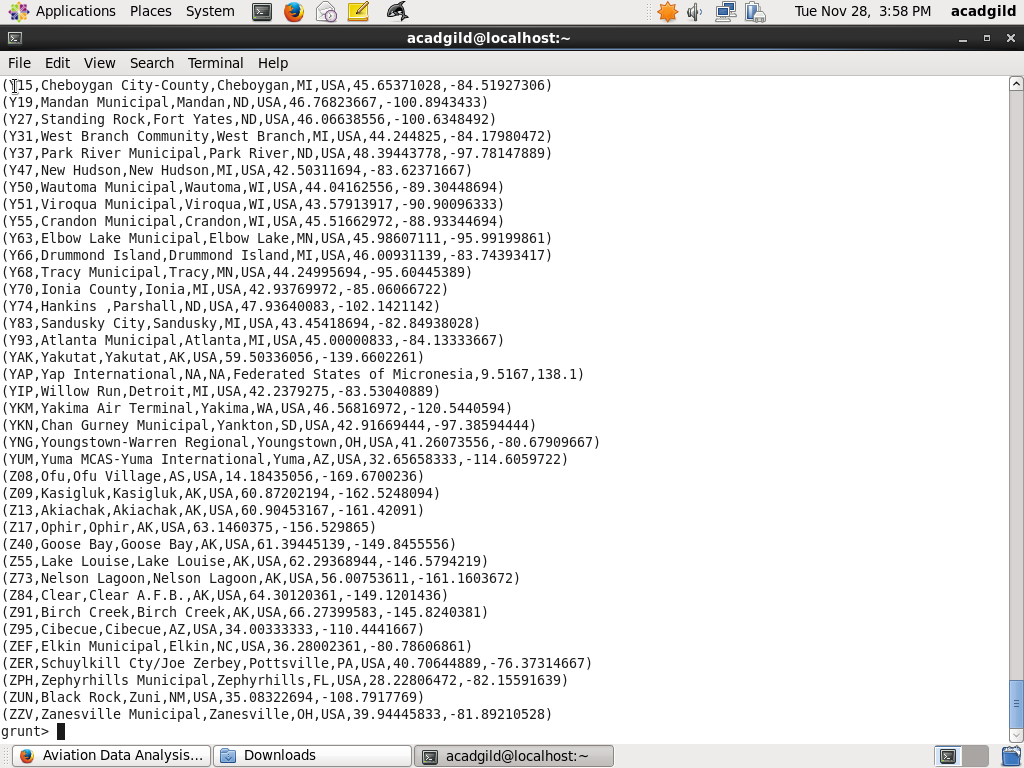 Applications Places System
Tue Nov 28, 3:58 PM acadgild
acadgild@localhost:~
File Edit View Search Terminal Help
(Y15,Cheboygan City-County,Cheboygan,MI,USA,45.65371028,-84.51927306)
(Y19,Mandan Municipal,Mandan,ND,USA,46.76823667,-100.8943433)
(Y27,Standing Rock,Fort Yates,ND,USA,46.06638556,-100.6348492)
(Y31,West Branch Community,West Branch,MI,USA,44.244825,-84.17980472)
(Y37,Park River Municipal,Park River,ND,USA,48.39443778,-97.78147889)
(Y47,New Hudson,New Hudson,MI,USA,42.50311694,-83.62371667)
(Y50,Wautoma Municipal,Wautoma,WI,USA,44.04162556,-89.30448694)
(Y51,Viroqua Municipal,Viroqua,WI,USA,43.57913917,-90.90096333)
(Y55,Crandon Municipal,Crandon,WI,USA,45.51662972,-88.93344694)
(Y63,Elbow Lake Municipal,Elbow Lake,MN,USA,45.98607111,-95.99199861)
(Y66,Drummond Island,Drummond Island,MI,USA,46.00931139,-83.74393417)
(Y68,Tracy Municipal,Tracy,MN,USA,44.24995694,-95.60445389)
(Y70,Ionia County,Ionia,MI,USA,42.93769972,-85.06066722)
(Y74,Hankins ,Parshall,ND,USA,47.93640083,-102.1421142)
(Y83,Sandusky City,Sandusky,MI,USA,43.45418694,-82.84938028)
(Y93,Atlanta Municipal,Atlanta,MI,USA,45.00000833,-84.13333667)
(YAK,Yakutat,Yakutat,AK,USA,59.50336056,-139.6602261)
(YAP,Yap International,NA,NA,Federated States of Micronesia,9.5167,138.1)
(YIP,Willow Run,Detroit,MI,USA,42.2379275,-83.53040889)
(YKM,Yakima Air Terminal,Yakima,WA,USA,46.56816972,-120.5440594)
(YKN,Chan Gurney Municipal,Yankton,SD,USA,42.91669444,-97.38594444)
(YNG,Youngstown-Warren Regional,Youngstown,OH,USA,41.26073556,-80.67909667)
(YUM,Yuma MCAS-Yuma International,Yuma,AZ,USA,32.65658333,-114.6059722)
(Z08,Ofu,Ofu Village,AS,USA,14.18435056,-169.6700236)
(Z09,Kasigluk,Kasigluk,AK,USA,60.87202194,-162.5248094)
(Z13,Akiachak,Akiachak,AK,USA,60.90453167,-161.42091)
(Z17,Ophir,Ophir,AK,USA,63.1460375,-156.529865)
(Z40,Goose Bay,Goose Bay,AK,USA,61.39445139,-149.8455556)
(Z55,Lake Louise,Lake Louise,AK,USA,62.29368944,-146.5794219)
(Z73,Nelson Lagoon,Nelson Lagoon,AK,USA,56.00753611,-161.1603672)
(Z84,Clear,Clear A.F.B.,AK,USA,64.30120361,-149.1201436)
(Z91,Birch Creek,Birch Creek,AK,USA,66.27399583,-145.8240381)
(Z95,Cibecue,Cibecue,AZ,USA,34.00333333,-110.4441667)
(ZEF,Elkin Municipal,Elkin,NC,USA,36.28002361,-80.78606861)
(ZER,Schuylkill Cty/Joe Zerbey,Pottsville,PA,USA,40.70644889,-76.37314667)
(ZPH,Zephyrhills Municipal,Zephyrhills,FL,USA,28.22806472,-82.15591639)
(ZUN,Black Rock,Zuni,NM,USA,35.08322694,-108.7917769)
(ZZV,Zanesville Municipal,Zanesville,OH,USA,39.94445833,-81.89210528)
grunt>
Aviation Data Analysis... Downloads acadgild@localhost:~